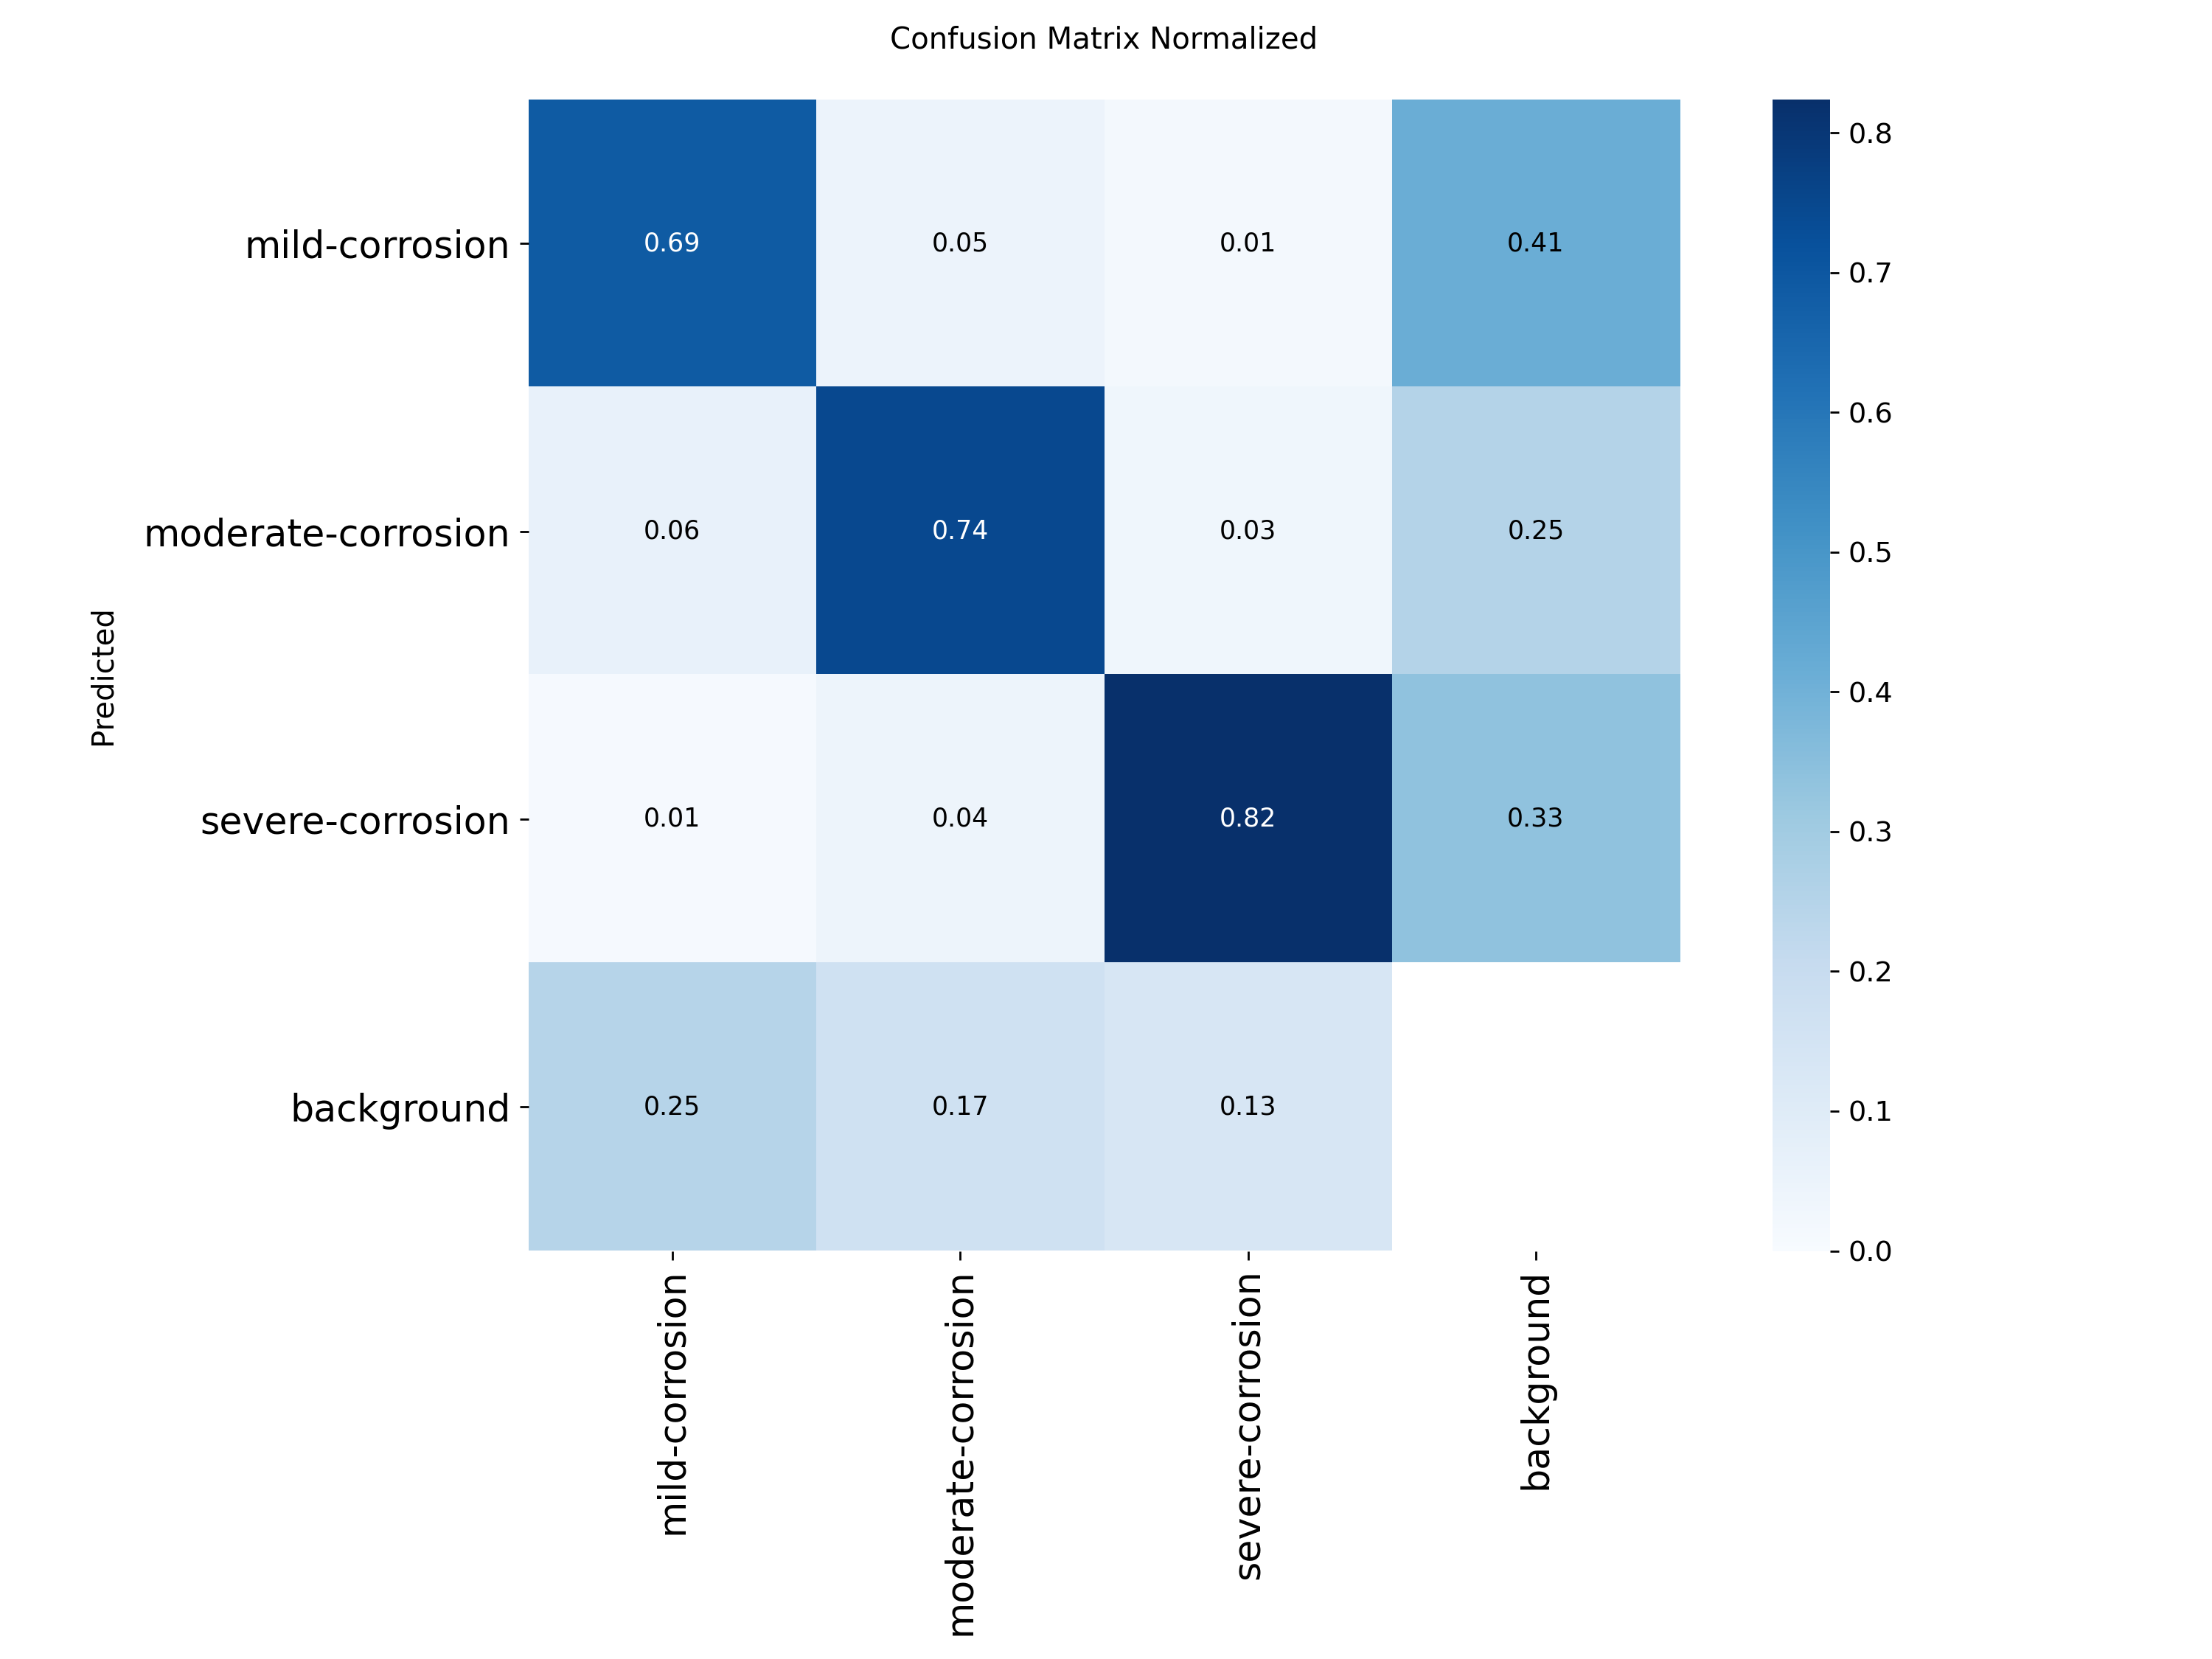 Confusion Matrix Normalized
Predicted
mild-corrosion 0.69 0.05 0.01 0.41
moderate-corrosion 0.06 0.74 0.03 0.25
severe-corrosion 0.01 0.04 0.82 0.33
background 0.25 0.17 0.13
mild-corrosion
moderate-corrosion
severe-corrosion
background
0.8
0.7
0.6
0.5
0.4
0.3
0.2
0.1
0.0